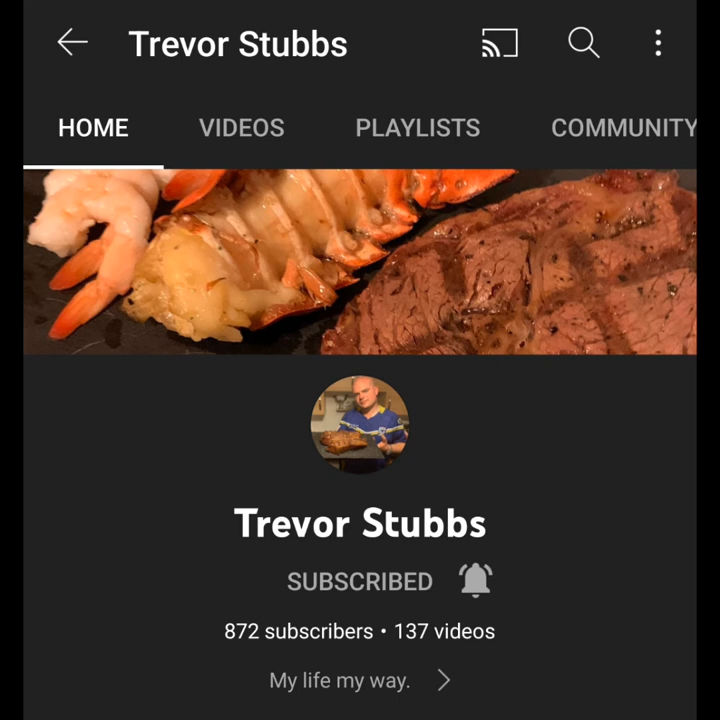 Trevor Stubbs
HOME VIDEOS PLAYLISTS COMMUNITY
Trevor Stubbs
SUBSCRIBED
872 subscribers • 137 videos
My life my way.